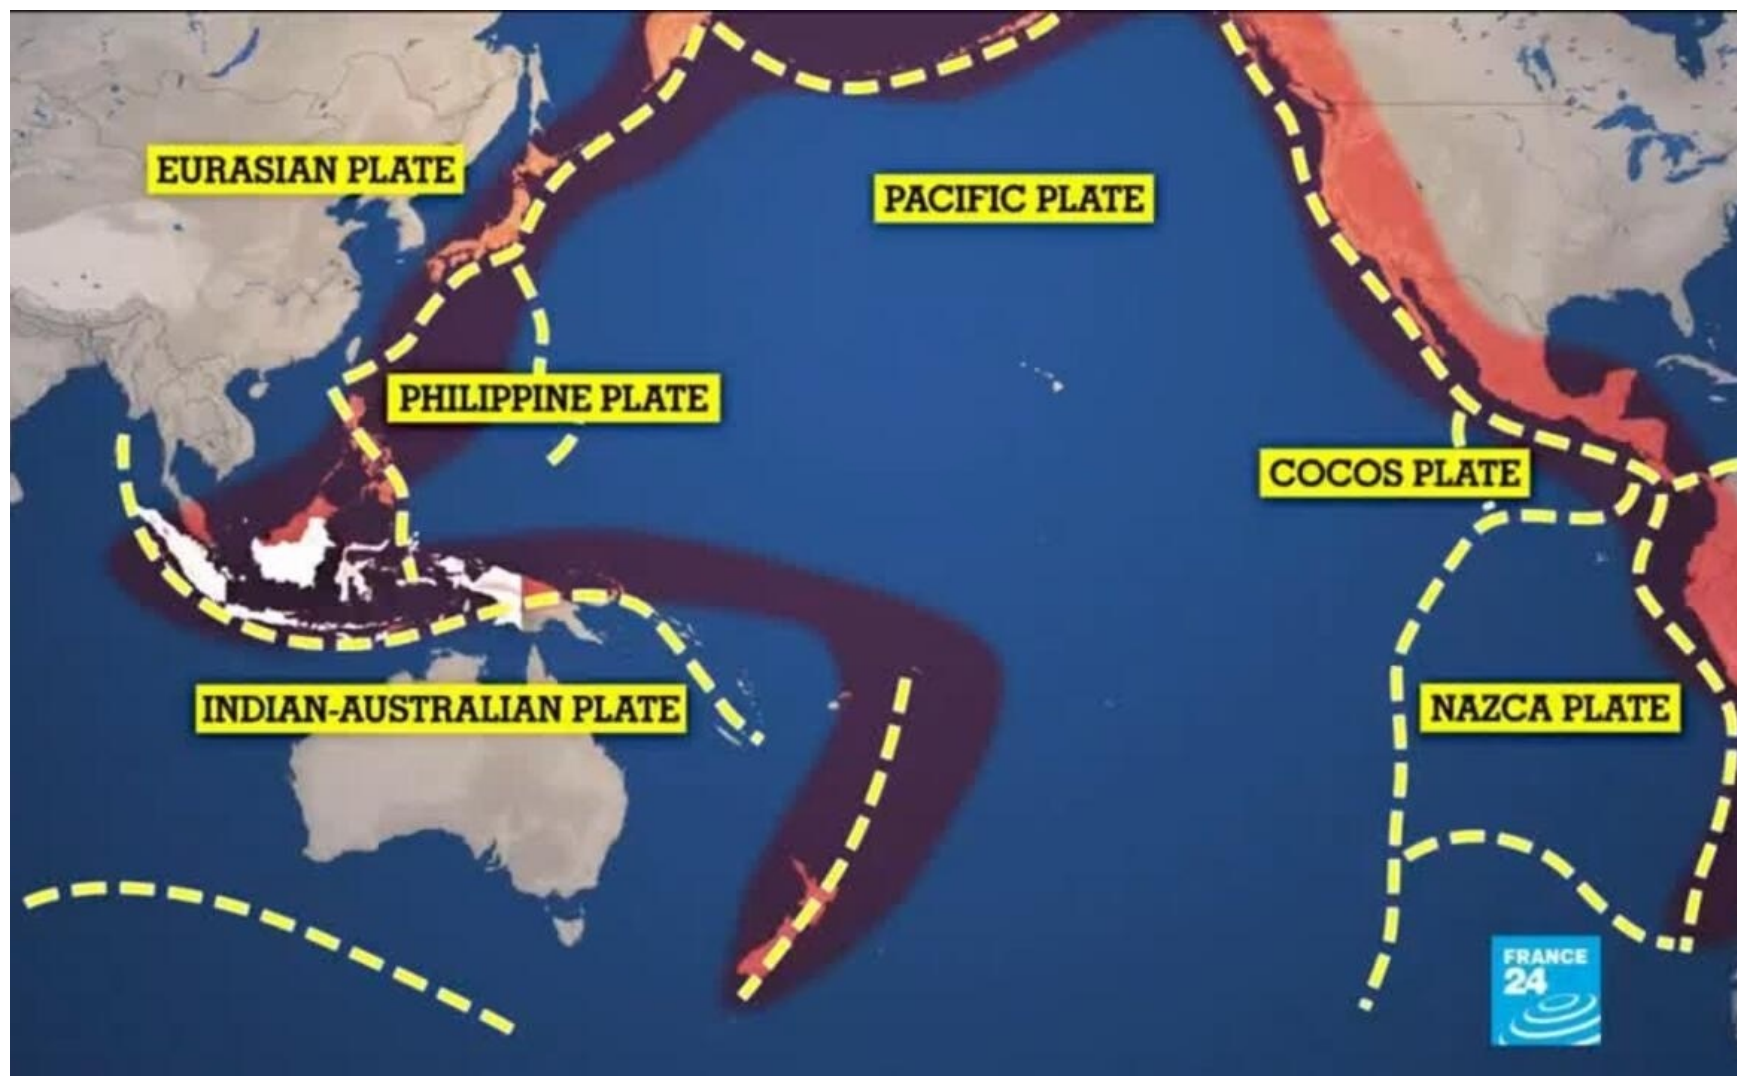 EURASIAN PLATE
PACIFIC PLATE
PHILIPPINE PLATE
COCOS PLATE
INDIAN-AUSTRALIAN PLATE
NAZCA PLATE
FRANCE
24